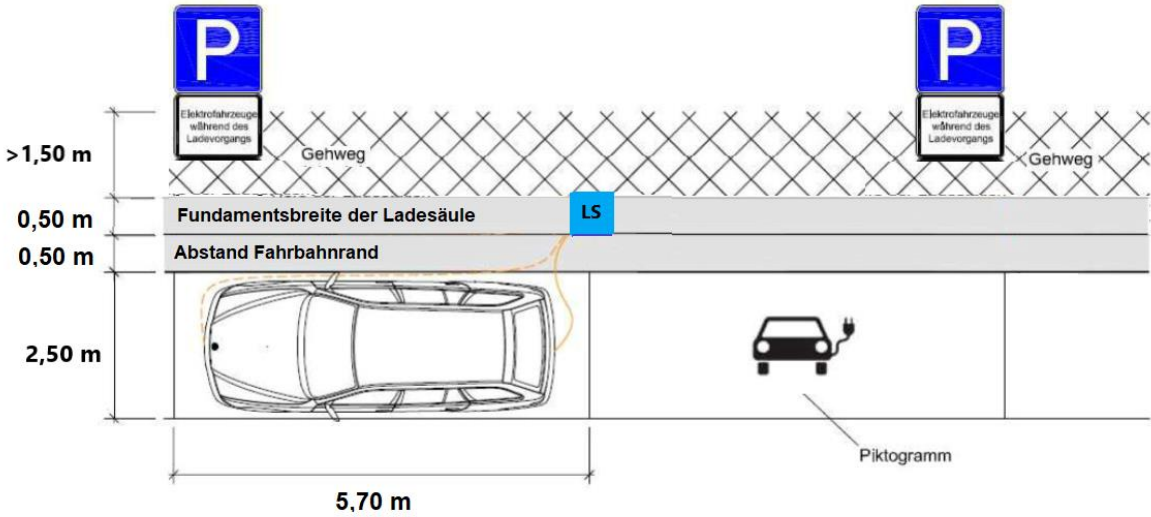 P
P
Elektrofahrzeuge
während des
Ladevorgangs
Elektrofahrzeuge
während des
Ladevorgangs
>1,50 m
Gehweg
Gehweg
0,50 m
Fundamentsbreite der Ladesäule
LS
0,50 m
Abstand Fahrbahnrand
2,50 m
Piktogramm
5,70 m